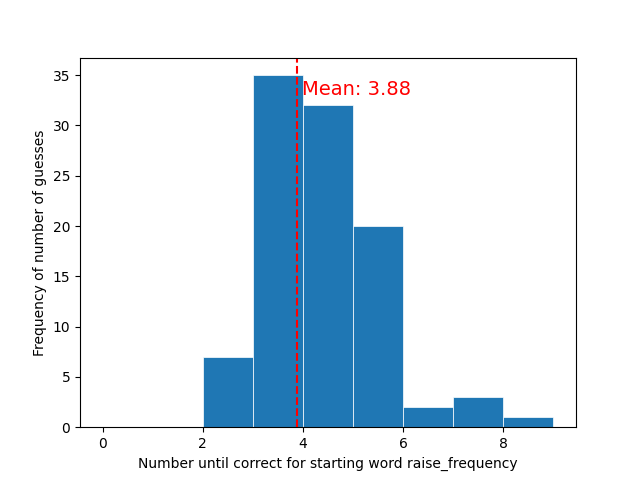 35
30
25
20
15
10
5
0
Mean: 3.88
Frequency of number of guesses
0 2 4 6 8
Number until correct for starting word raise_frequency